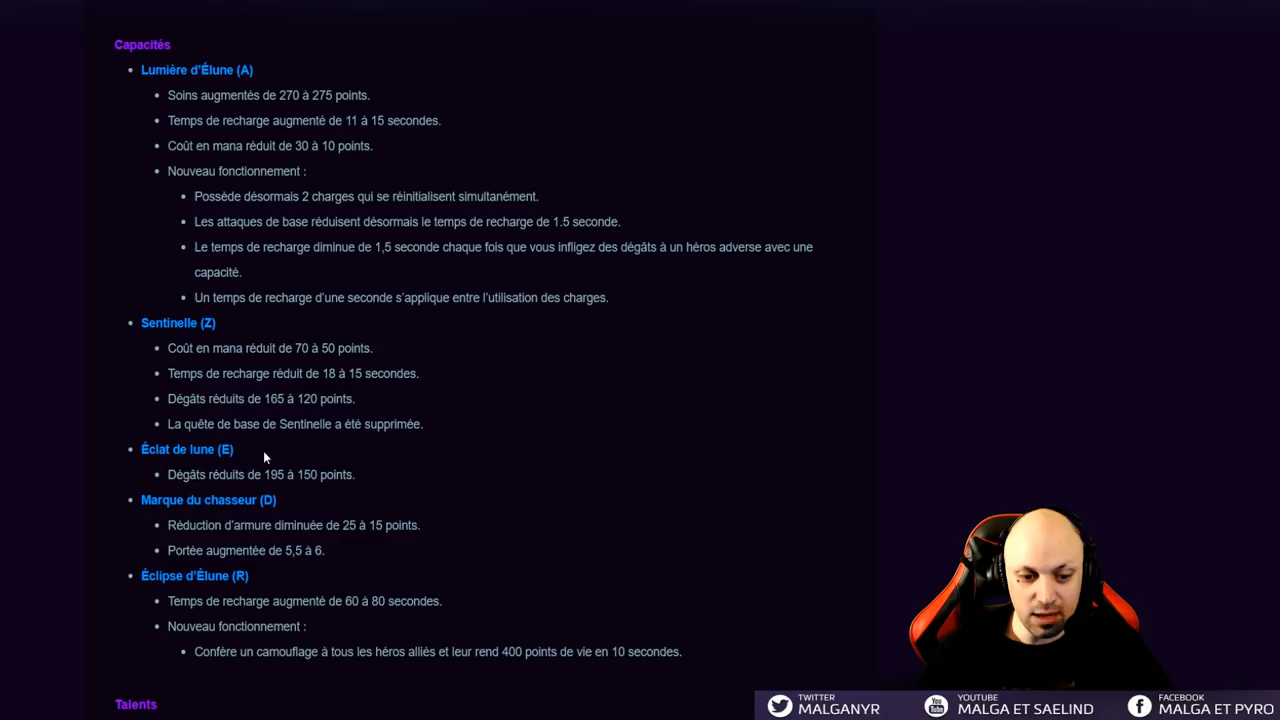 Capacités
Lumière d'Élune (A)
Soins augmentés de 270 à 275 points.
Temps de recharge augmenté de 11 à 15 secondes.
Coût en mana réduit de 30 à 10 points.
Nouveau fonctionnement :
Possède désormais 2 charges qui se réinitialisent simultanément.
Les attaques de base réduisent désormais le temps de recharge de 1.5 seconde.
Le temps de recharge diminue de 1,5 seconde chaque fois que vous infligez des dégâts à un héros adverse avec une
capacité.
Un temps de recharge d'une seconde s'applique entre l'utilisation des charges.
Sentinelle (Z)
Coût en mana réduit de 70 à 50 points.
Temps de recharge réduit de 18 à 15 secondes.
Dégâts réduits de 165 à 120 points.
La quête de base de Sentinelle a été supprimée.
Éclat de lune (E)
Dégâts réduits de 195 à 150 points.
Marque du chasseur (D)
Réduction d'armure diminuée de 25 à 15 points.
Portée augmentée de 5,5 à 6.
Éclipse d'Élune (R)
Temps de recharge augmenté de 60 à 80 secondes.
Nouveau fonctionnement :
Confère un camouflage à tous les héros alliés et leur rend 400 points de vie en 10 secondes.
Talents
TWITTER
MALGANYR
YOUTUBE
MALGA ET SAELIND
FACEBOOK
MALGA ET PYRO